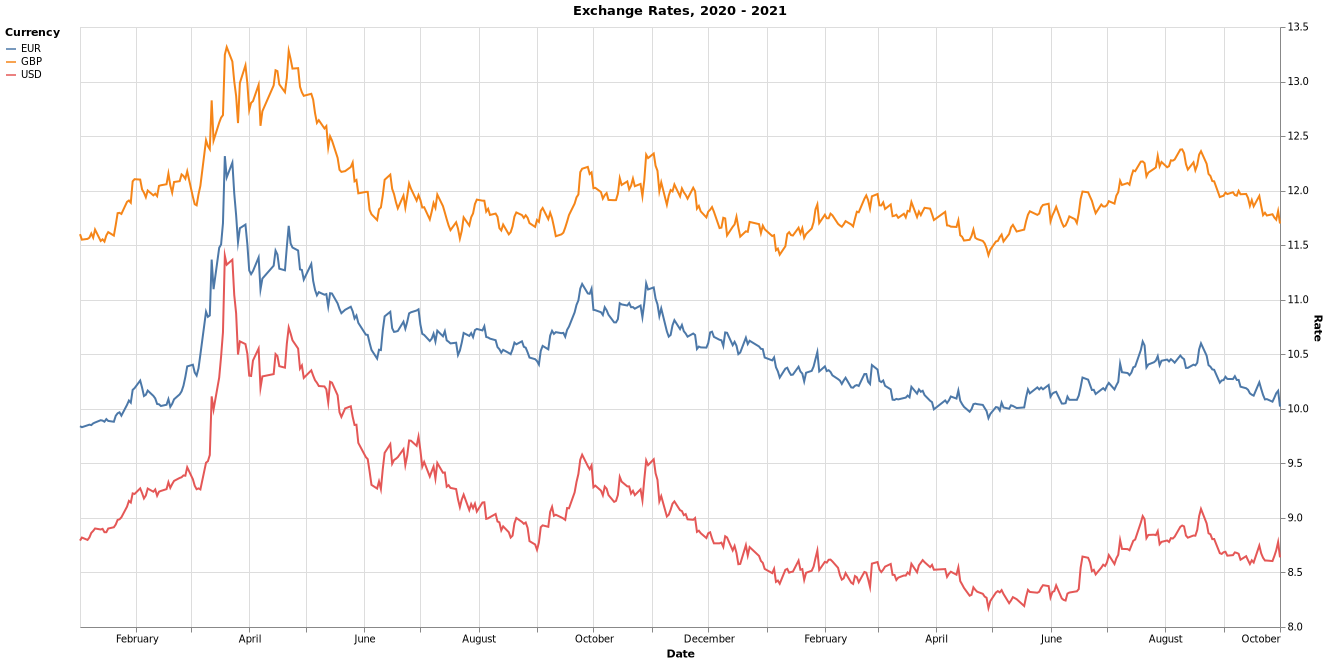 Exchange Rates, 2020 - 2021
Currency
EUR
GBP
USD
13.5
13.0
12.5
12.0
11.5
11.0
10.5
10.0
9.5
9.0
8.5
8.0
Rate
February April June August October December February April June August October
Date